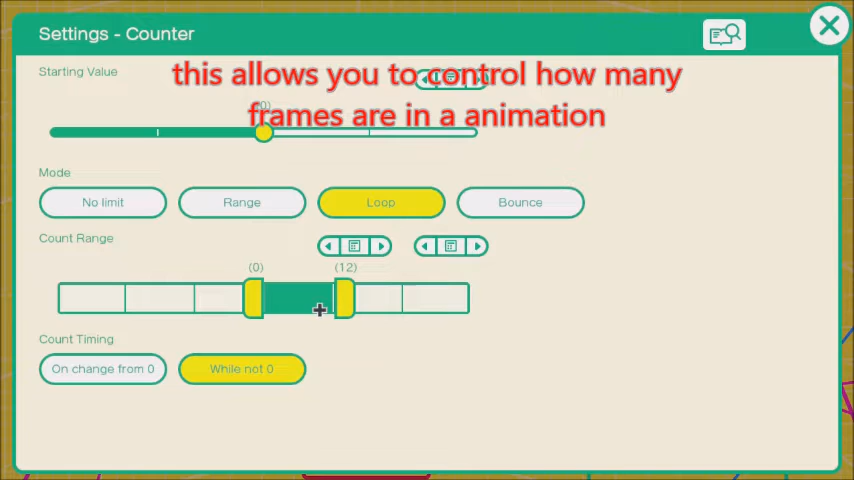 Settings - Counter
Starting Value
this allows you to control how many
frames are in a animation
(0)
Mode
No limit
Range
Loop
Bounce
Count Range
(0)
(12)
Count Timing
On change from 0
While not 0